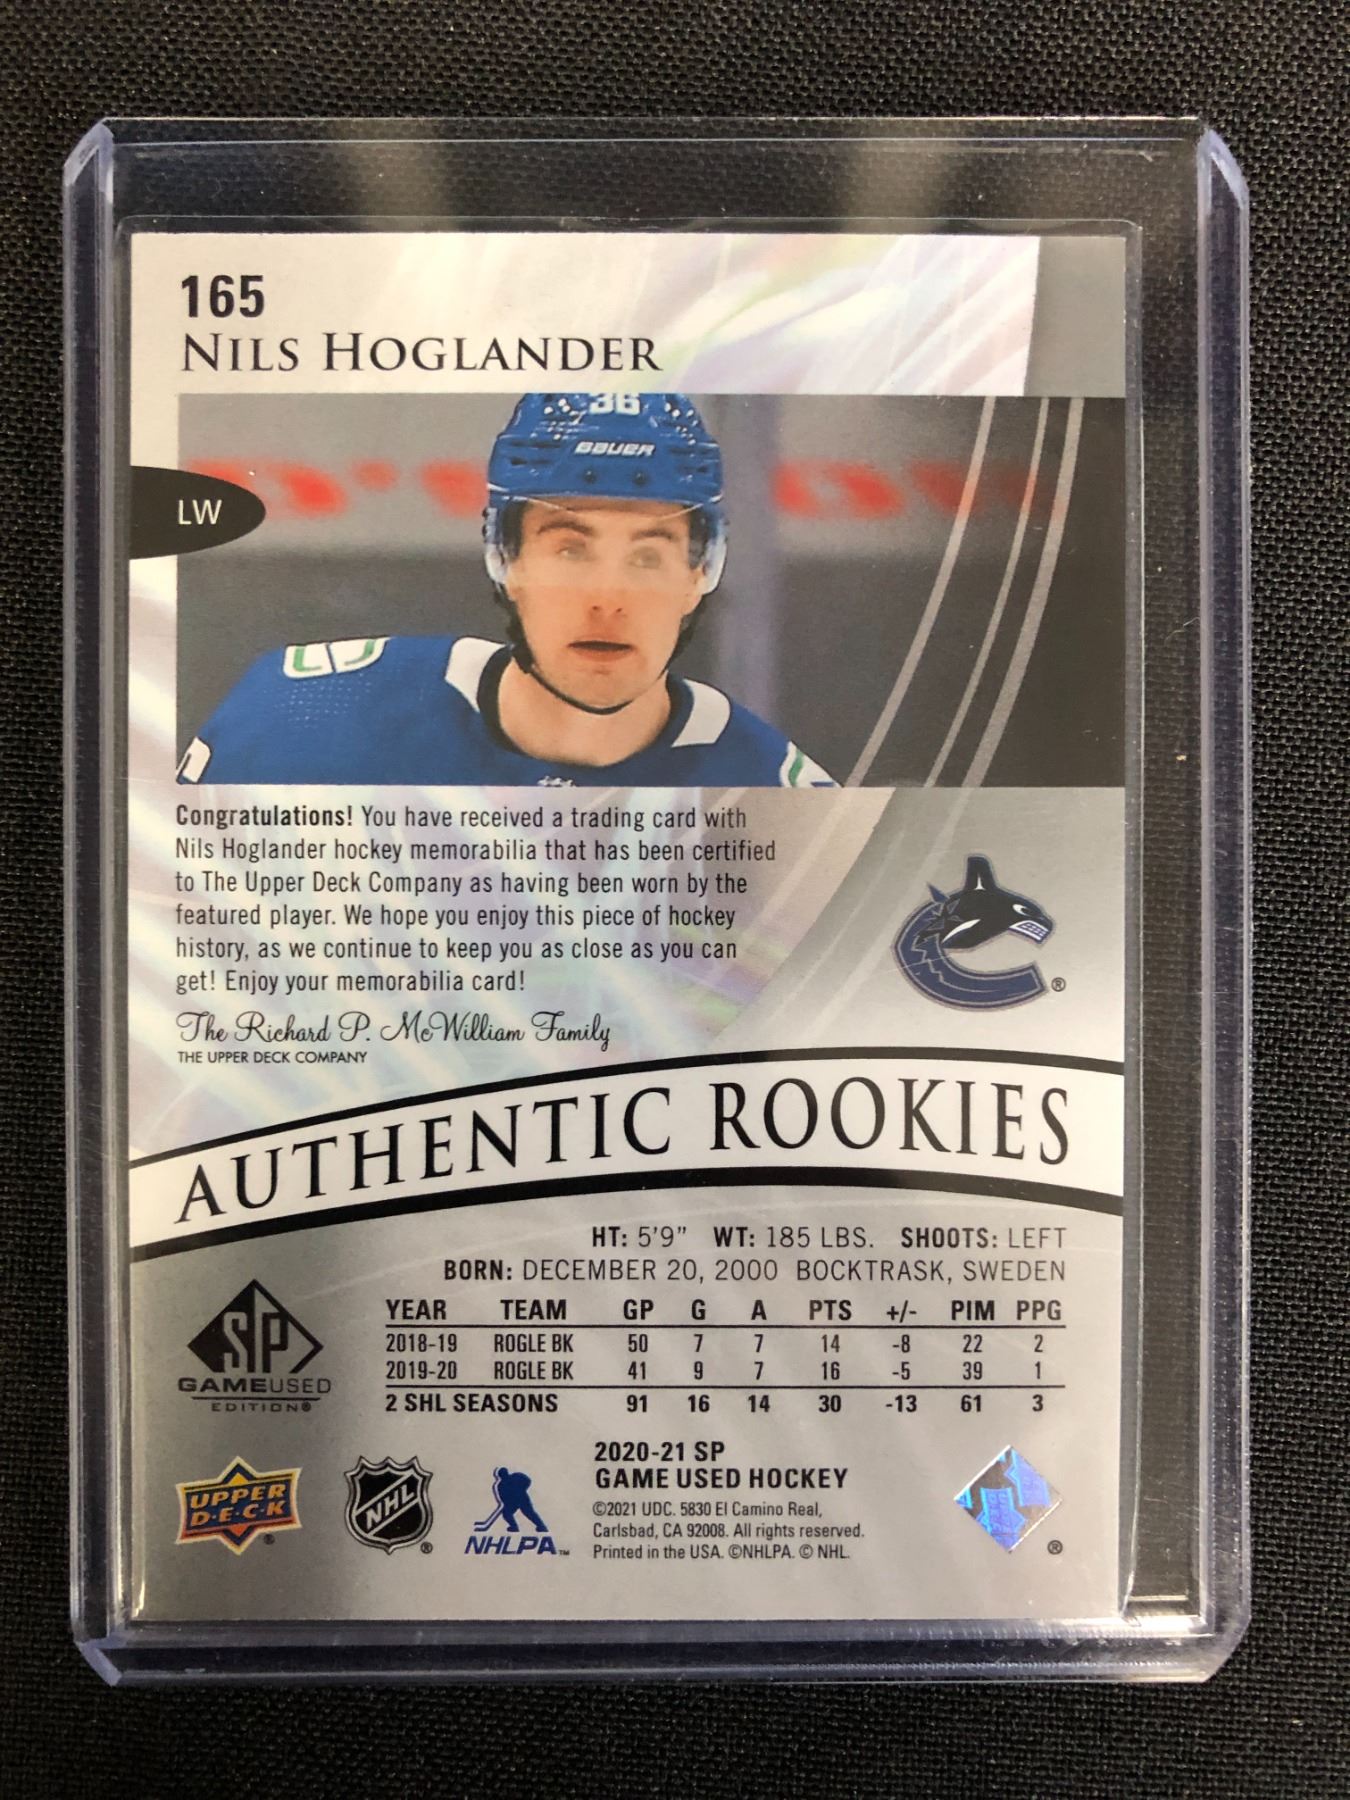 165
NILS HOGLANDER
36
BAUER
LW
Congratulations! You have received a trading card with
Nils Hoglander hockey memorabilia that has been certified
to The Upper Deck Company as having been worn by the
featured player. We hope you enjoy this piece of hockey
history, as we continue to keep you as close as you can
get! Enjoy your memorabilia card!
®
The Richard P. McWilliam Family
THE UPPER DECK COMPANY
AUTHENTIC ROOKIES
HT: 5'9" WT: 185 LBS. SHOOTS: LEFT
BORN: DECEMBER 20, 2000 BOCKTRASK, SWEDEN
YEAR TEAM GP G A PTS +/- PIM PPG
2018-19 ROGLE BK 50 7 7 14 -8 22 2
2019-20 ROGLE BK 41 9 7 16 -5 39 1
2 SHL SEASONS 91 16 14 30 -13 61 3
SP
GAMEUSED
EDITION®
UPPER
D·E·C·K
®
NHL
®
NHLPA™
2020-21 SP
GAME USED HOCKEY
©2021 UDC. 5830 El Camino Real,
Carlsbad, CA 92008. All rights reserved.
Printed in the USA. ©NHLPA. © NHL.
®